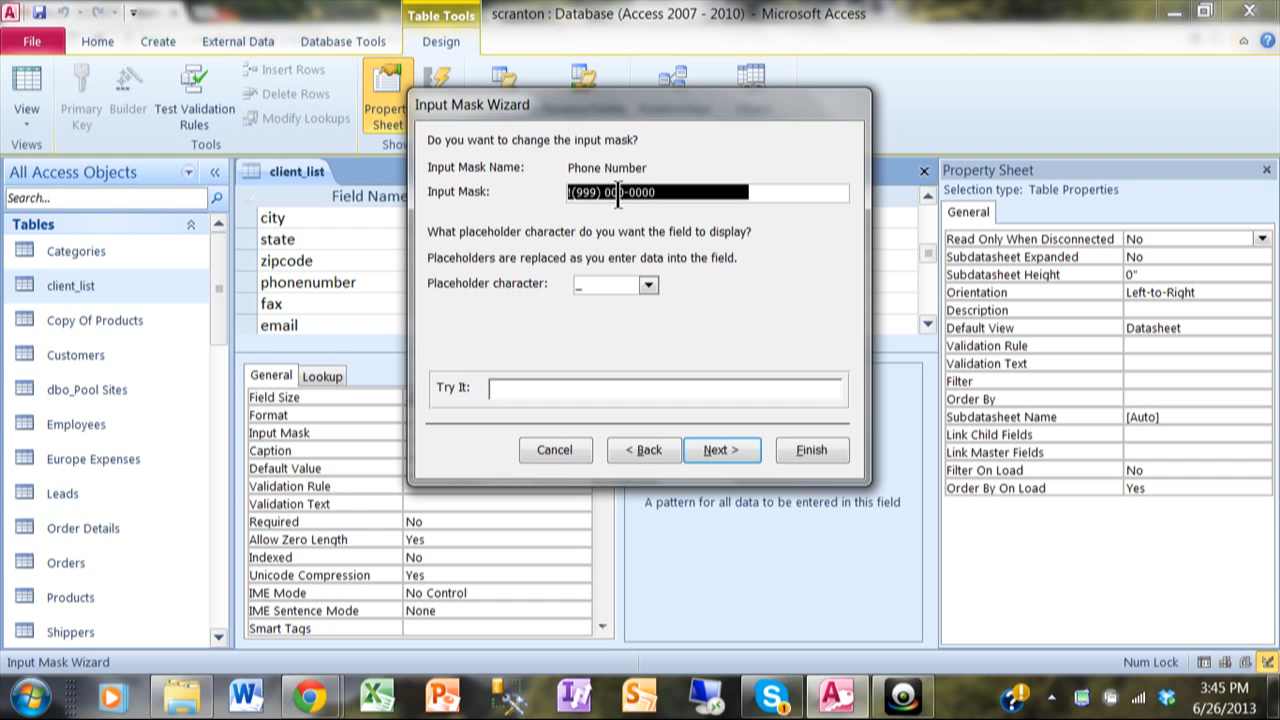 Table Tools
scranton : Database (Access 2007 - 2010) - Microsoft Access
File
Home
Create
External Data
Database Tools
Design
View
Primary Key
Builder
Test Validation Rules
Insert Rows
Delete Rows
Modify Lookups
Property Sheet
Views
Tools
Input Mask Wizard
Do you want to change the input mask?
Input Mask Name: Phone Number
Input Mask: !(999) 000-0000
What placeholder character do you want the field to display?
Placeholders are replaced as you enter data into the field.
Placeholder character: _
Try It:
Cancel
< Back
Next >
Finish
All Access Objects
Search...
Tables
Categories
client_list
Copy Of Products
Customers
dbo_Pool Sites
Employees
Europe Expenses
Leads
Order Details
Orders
Products
Shippers
client_list
Field Name
city
state
zipcode
phonenumber
fax
email
General
Lookup
Field Size
Format
Input Mask
Caption
Default Value
Validation Rule
Validation Text
Required No
Allow Zero Length Yes
Indexed No
Unicode Compression Yes
IME Mode No Control
IME Sentence Mode None
Smart Tags
A pattern for all data to be entered in this field
Property Sheet
Selection type: Table Properties
General
Read Only When Disconnected No
Subdatasheet Expanded No
Subdatasheet Height 0"
Orientation Left-to-Right
Description
Default View Datasheet
Validation Rule
Validation Text
Filter
Order By
Subdatasheet Name [Auto]
Link Child Fields
Link Master Fields
Filter On Load No
Order By On Load Yes
Input Mask Wizard
Num Lock
3:45 PM
6/26/2013